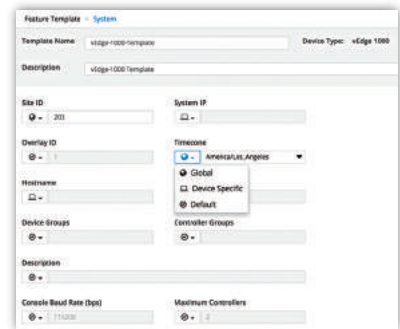 Feature Template > System
Template Name vEdge-1000-Template Device Type: vEdge 1000
Description vEdge-1000 Template
Site ID System IP
203
Overlay ID Timezone
1 America/Los_Angeles
Global
Device Specific
Default
Hostname
Device Groups Controller Groups
Description
Console Baud Rate (bps) Maximum Controllers
115200 2